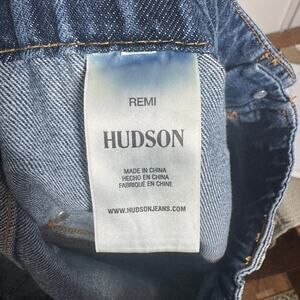 REMI
HUDSON
MADE IN CHINA
HECHO EN CHINA
FABRIQUÉ EN CHINE
WWW.HUDSONJEANS.COM